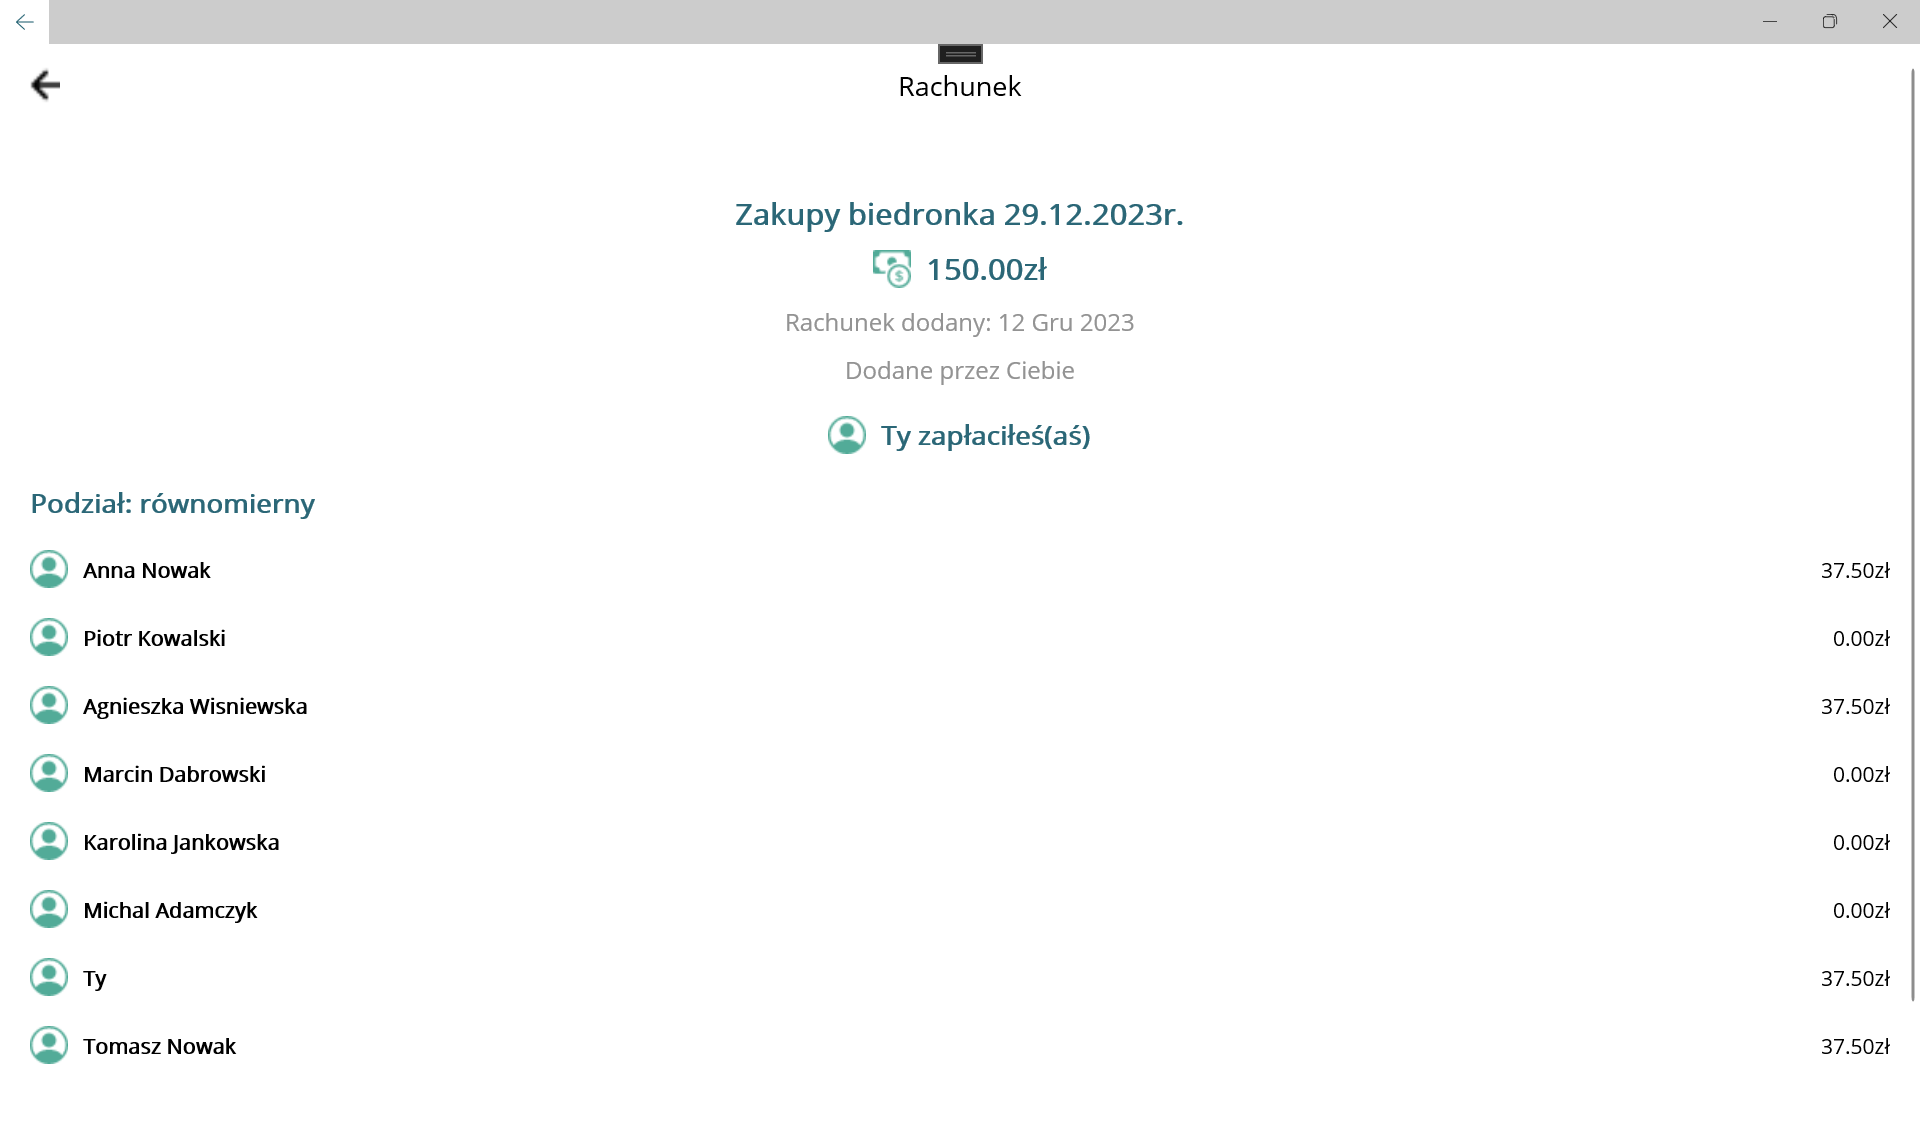 Rachunek
Zakupy biedronka 29.12.2023r.
150.00zł
Rachunek dodany: 12 Gru 2023
Dodane przez Ciebie
Ty zapłaciłeś(aś)
Podział: równomierny
Anna Nowak 37.50zł
Piotr Kowalski 0.00zł
Agnieszka Wisniewska 37.50zł
Marcin Dabrowski 0.00zł
Karolina Jankowska 0.00zł
Michal Adamczyk 0.00zł
Ty 37.50zł
Tomasz Nowak 37.50zł